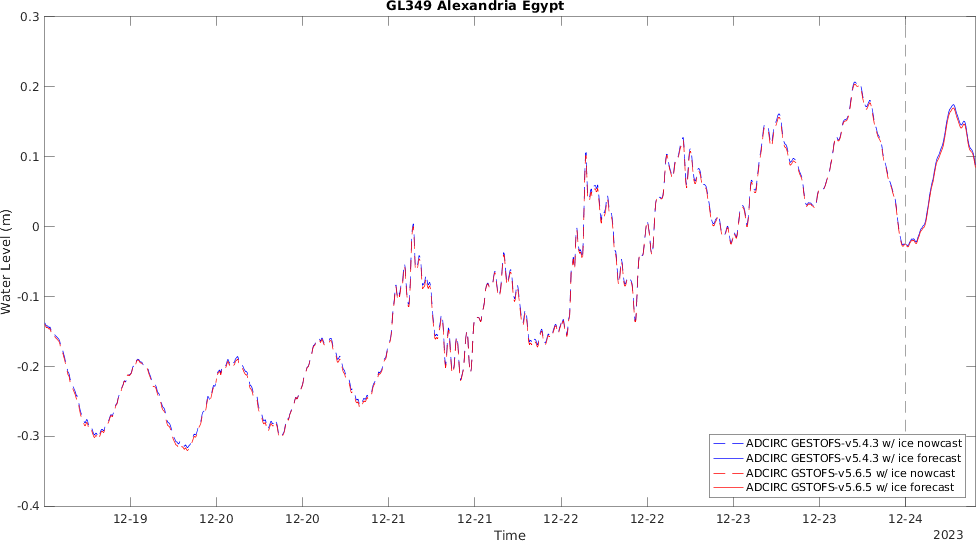 GL349 Alexandria Egypt
0.3
0.2
0.1
0
-0.1
-0.2
-0.3
-0.4
Water Level (m)
ADCIRC GESTOFS-v5.4.3 w/ ice nowcast
ADCIRC GESTOFS-v5.4.3 w/ ice forecast
ADCIRC GSTOFS-v5.6.5 w/ ice nowcast
ADCIRC GSTOFS-v5.6.5 w/ ice forecast
12-19 12-20 12-20 12-21 12-21 12-22 12-22 12-23 12-23 12-24
Time
2023